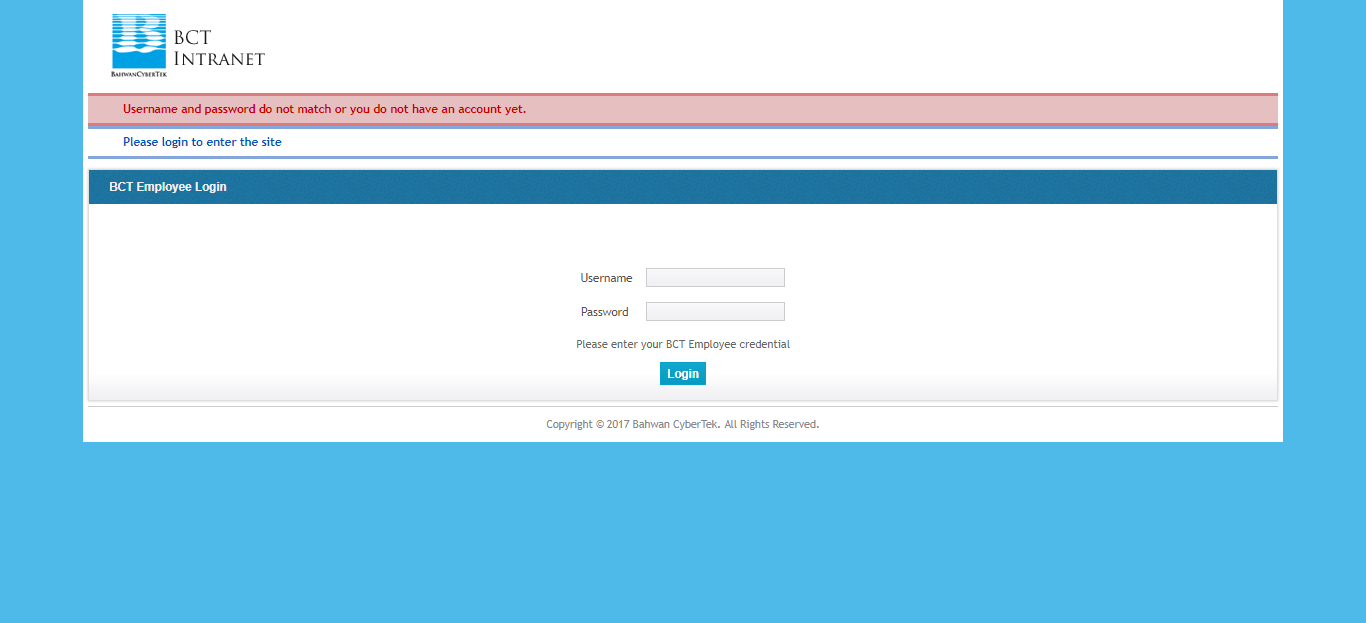 BCT
INTRANET
BAHWANCYBERTEK
Username and password do not match or you do not have an account yet.
Please login to enter the site
BCT Employee Login
Username
Password
Please enter your BCT Employee credential
Login
Copyright © 2017 Bahwan CyberTek. All Rights Reserved.